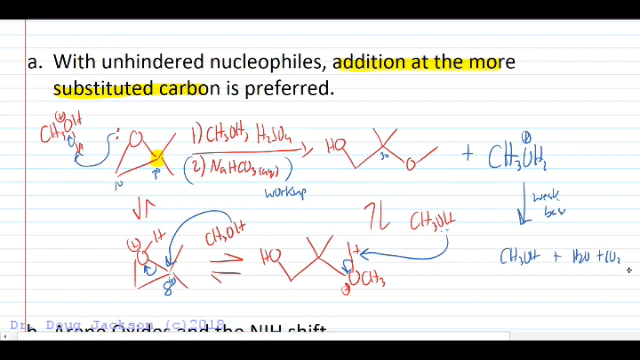 a. With unhindered nucleophiles, addition at the more
substituted carbon is preferred.
1) CH3OH, H2SO4
2) NaHCO3(aq)
workup
HO
O
+ CH3OH2
weak
base
CH3OH + H2O + CO2
CH3OH
CH3OH
HO
OCH3
Dr. Doug Jackson (c)2018
b. Arene Oxides and the NIH shift